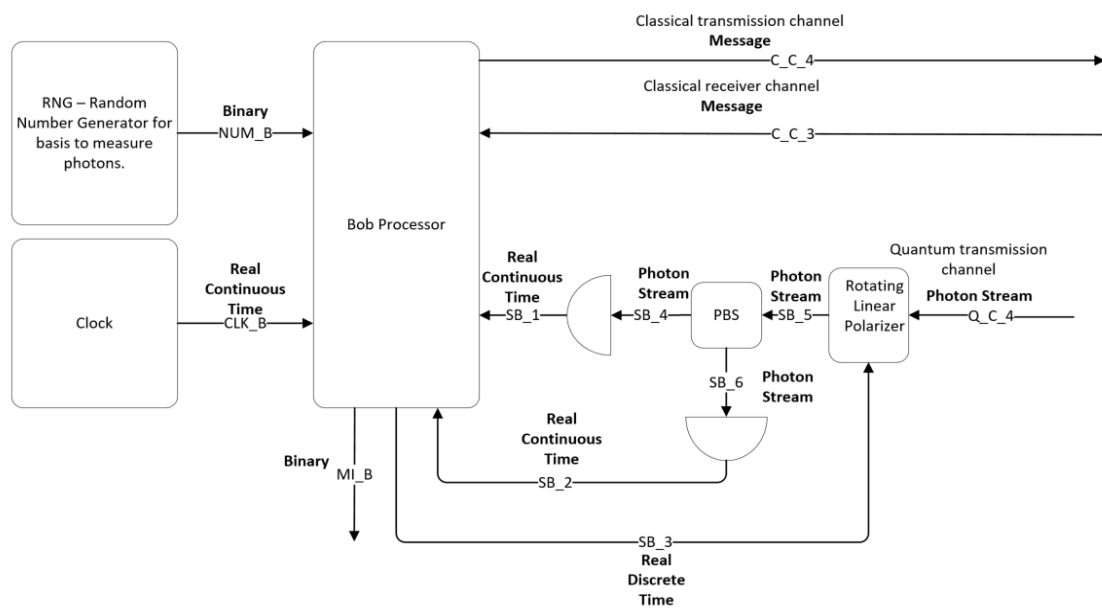 Classical transmission channel
Message
C_C_4
Classical receiver channel
Message
C_C_3
RNG – Random
Number Generator for
basis to measure
photons.
Binary
NUM_B
Bob Processor
Clock
Real
Continuous
Time
CLK_B
Real
Continuous
Time
SB_1
Photon
Stream
SB_4
PBS
Photon
Stream
SB_5
Rotating
Linear
Polarizer
Quantum transmission
channel
Photon Stream
Q_C_4
SB_6
Photon
Stream
Real
Continuous
Time
SB_2
Binary
MI_B
SB_3
Real
Discrete
Time